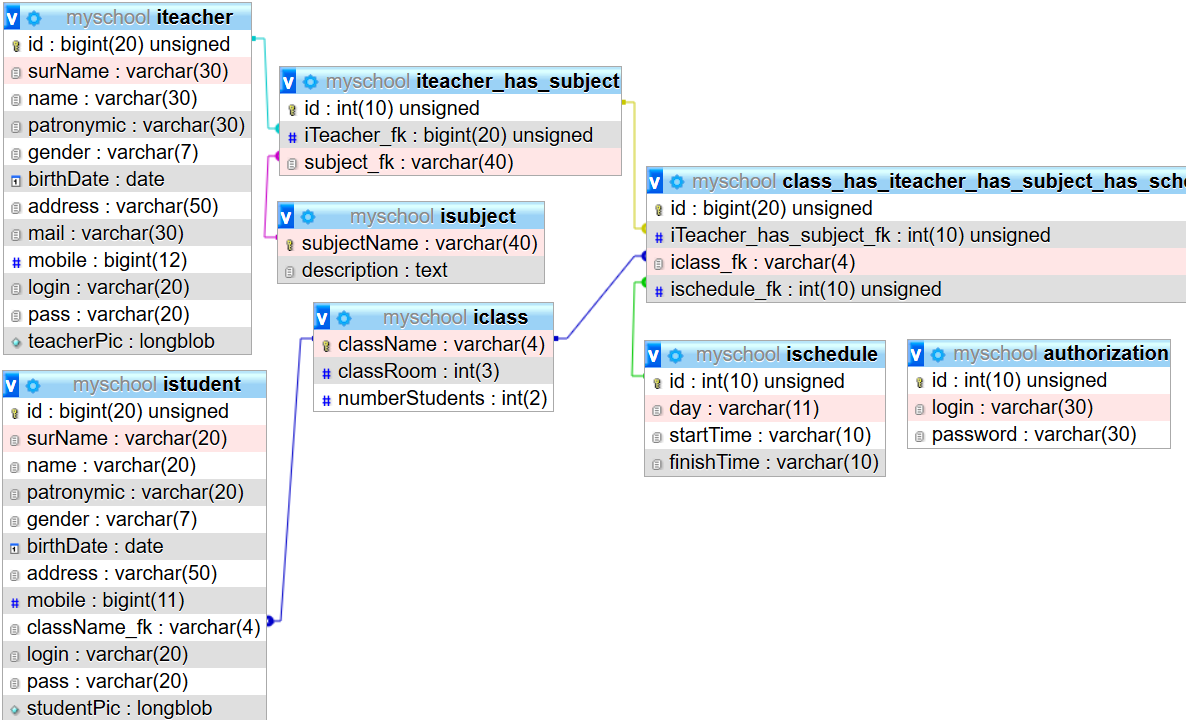 v myschool iteacher
id : bigint(20) unsigned
surName : varchar(30)
name : varchar(30)
patronymic : varchar(30)
gender : varchar(7)
birthDate : date
address : varchar(50)
mail : varchar(30)
# mobile : bigint(12)
login : varchar(20)
pass : varchar(20)
teacherPic : longblob
v myschool iteacher_has_subject
id : int(10) unsigned
# iTeacher_fk : bigint(20) unsigned
subject_fk : varchar(40)
v myschool isubject
subjectName : varchar(40)
description : text
v myschool class_has_iteacher_has_subject_has_sche
id : bigint(20) unsigned
# iTeacher_has_subject_fk : int(10) unsigned
iclass_fk : varchar(4)
# ischedule_fk : int(10) unsigned
v myschool iclass
className : varchar(4)
# classRoom : int(3)
# numberStudents : int(2)
v myschool ischedule
id : int(10) unsigned
day : varchar(11)
startTime : varchar(10)
finishTime : varchar(10)
v myschool authorization
id : int(10) unsigned
login : varchar(30)
password : varchar(30)
v myschool istudent
id : bigint(20) unsigned
surName : varchar(20)
name : varchar(20)
patronymic : varchar(20)
gender : varchar(7)
birthDate : date
address : varchar(50)
# mobile : bigint(11)
className_fk : varchar(4)
login : varchar(20)
pass : varchar(20)
studentPic : longblob